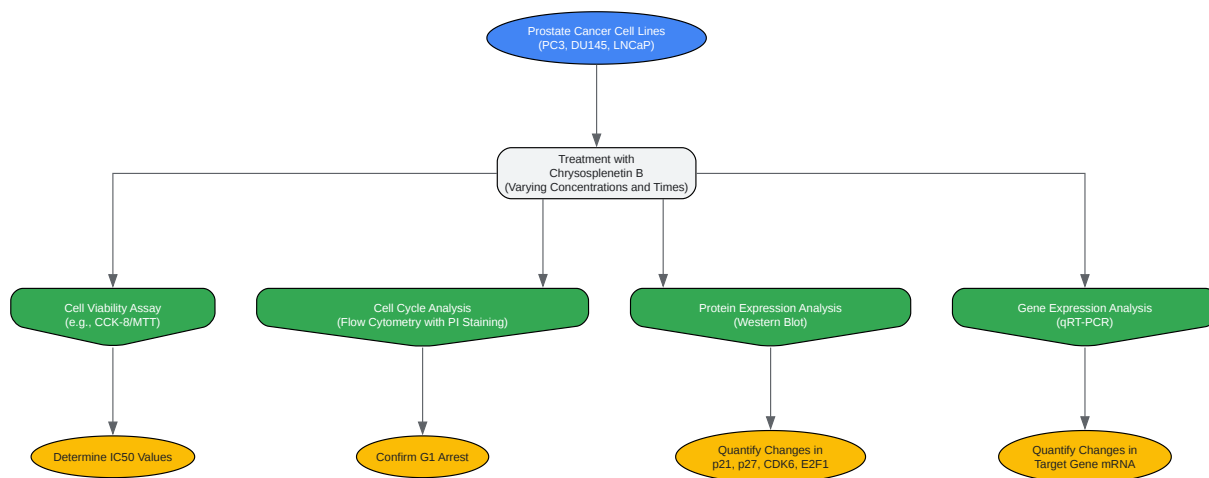 Prostate Cancer Cell Lines
(PC3, DU145, LNCaP)
Treatment with
Chrysosplenetin B
(Varying Concentrations and Times)
Cell Viability Assay
(e.g., CCK-8/MTT)
Cell Cycle Analysis
(Flow Cytometry with PI Staining)
Protein Expression Analysis
(Western Blot)
Gene Expression Analysis
(qRT-PCR)
Determine IC50 Values
Confirm G1 Arrest
Quantify Changes in
p21, p27, CDK6, E2F1
Quantify Changes in
Target Gene mRNA